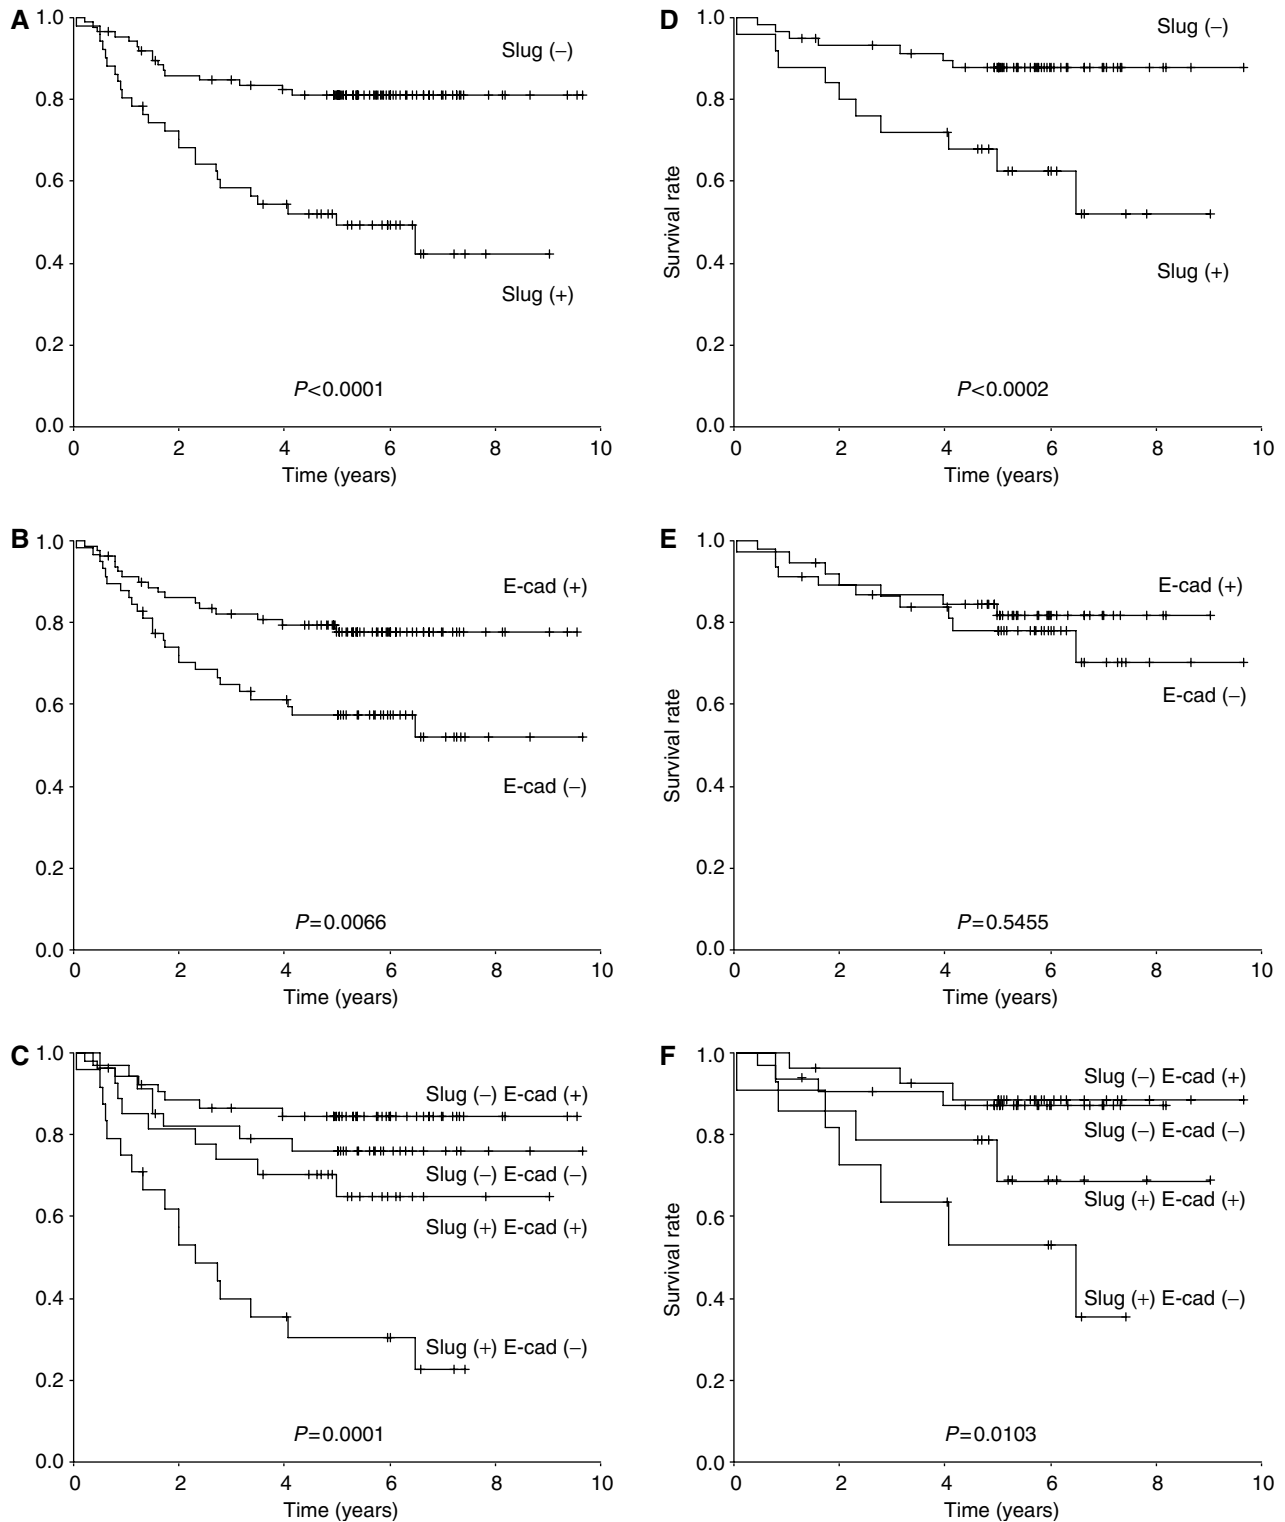 A
1.0
0.8
0.6
0.4
0.2
0.0
Slug (−)
Slug (+)
P<0.0001
0 2 4 6 8 10
Time (years)
D
Survival rate
1.0
0.8
0.6
0.4
0.2
0.0
Slug (−)
Slug (+)
P<0.0002
0 2 4 6 8 10
Time (years)
B
1.0
0.8
0.6
0.4
0.2
0.0
E-cad (+)
E-cad (−)
P=0.0066
0 2 4 6 8 10
Time (years)
E
Survival rate
1.0
0.8
0.6
0.4
0.2
0.0
E-cad (+)
E-cad (−)
P=0.5455
0 2 4 6 8 10
Time (years)
C
1.0
0.8
0.6
0.4
0.2
0.0
Slug (−) E-cad (+)
Slug (−) E-cad (−)
Slug (+) E-cad (+)
Slug (+) E-cad (−)
P=0.0001
0 2 4 6 8 10
Time (years)
F
Survival rate
1.0
0.8
0.6
0.4
0.2
0.0
Slug (−) E-cad (+)
Slug (−) E-cad (−)
Slug (+) E-cad (+)
Slug (+) E-cad (−)
P=0.0103
0 2 4 6 8 10
Time (years)